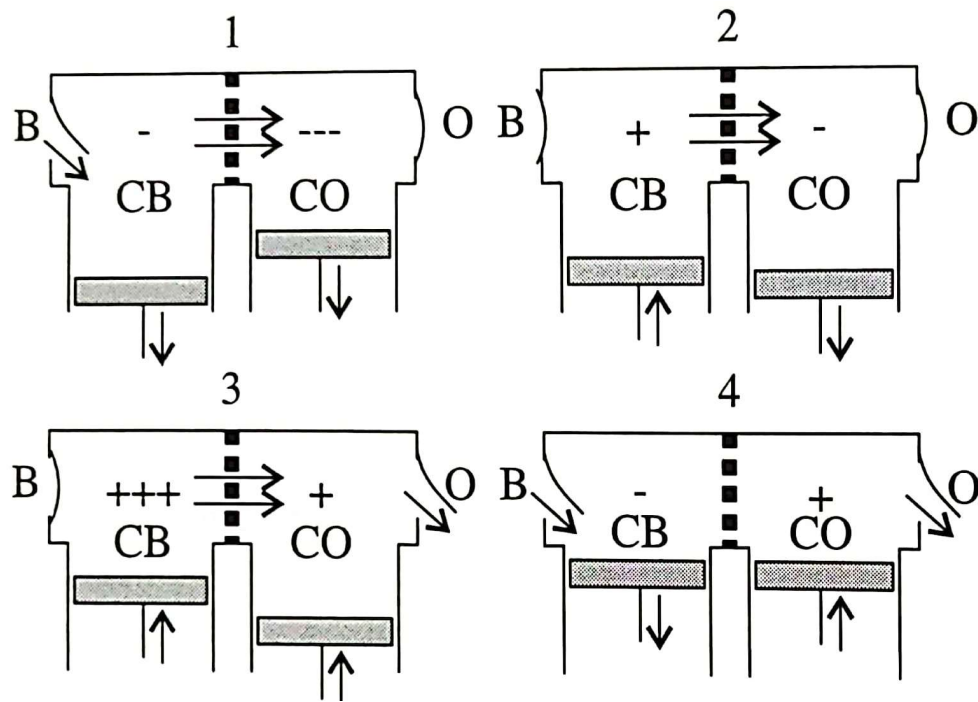 1
B - --- O
CB CO
2
B + - O
CB CO
3
B +++ + O
CB CO
4
B - + O
CB CO